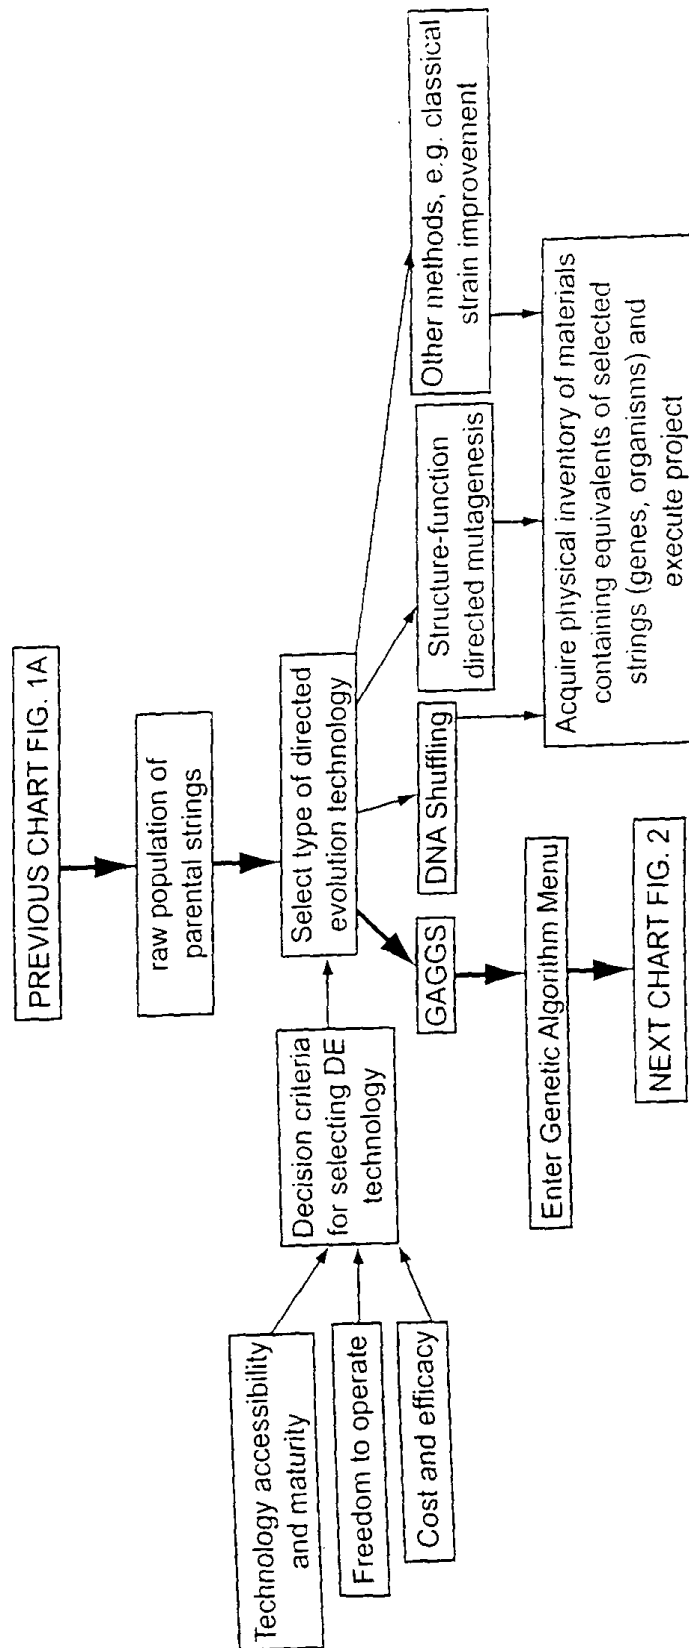 PREVIOUS CHART FIG. 1A
raw population of
parental strings
Technology accessibility
and maturity
Freedom to operate
Cost and efficacy
Decision criteria
for selecting DE
technology
Select type of directed
evolution technology
GAGGS
DNA Shuffling
Structure-function
directed mutagenesis
Other methods, e.g. classical
strain improvement
Enter Genetic Algorithm Menu
NEXT CHART FIG. 2
Acquire physical inventory of materials
containing equivalents of selected
strings (genes, organisms) and
execute project